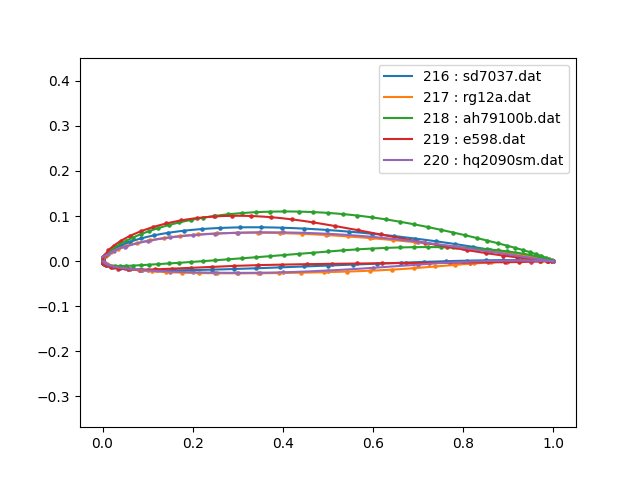 216 : sd7037.dat
217 : rg12a.dat
218 : ah79100b.dat
219 : e598.dat
220 : hq2090sm.dat
0.4
0.3
0.2
0.1
0.0
−0.1
−0.2
−0.3
0.0 0.2 0.4 0.6 0.8 1.0